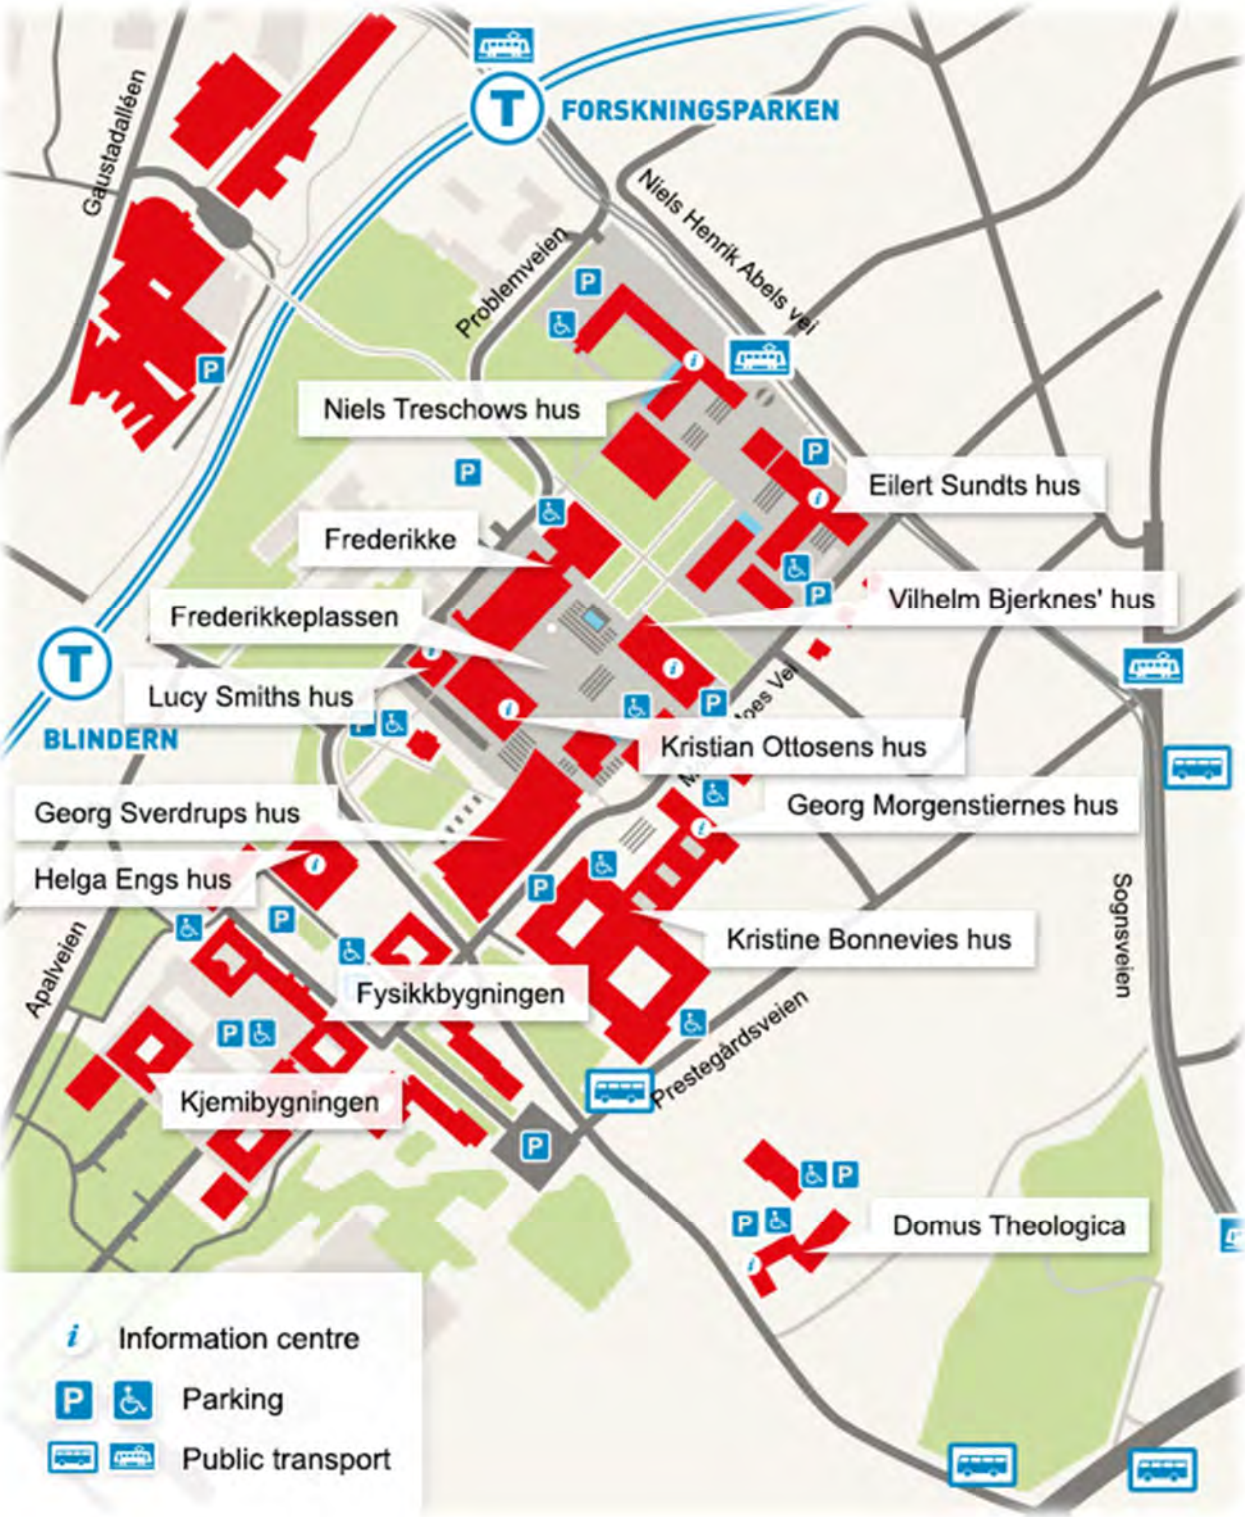 T
FORSKNINGSPARKEN
Gaustadalléen
Niels Henrik Abels vei
Problemveien
P
i
P
Niels Treschows hus
P
P
Eilert Sundts hus
i
Frederikke
P
Vilhelm Bjerknes' hus
Frederikkeplassen
i
T
i
Lucy Smiths hus
P
i
P
BLINDERN
Kristian Ottosens hus
Georg Sverdrups hus
Georg Morgenstiernes hus
i
Helga Engs hus
i
P
P
Sognsveien
Apalveien
Kristine Bonnevies hus
Fysikkbygningen
P
Prestegårdsveien
Kjemibygningen
P
P
P
Domus Theologica
i
i Information centre
P Parking
Public transport